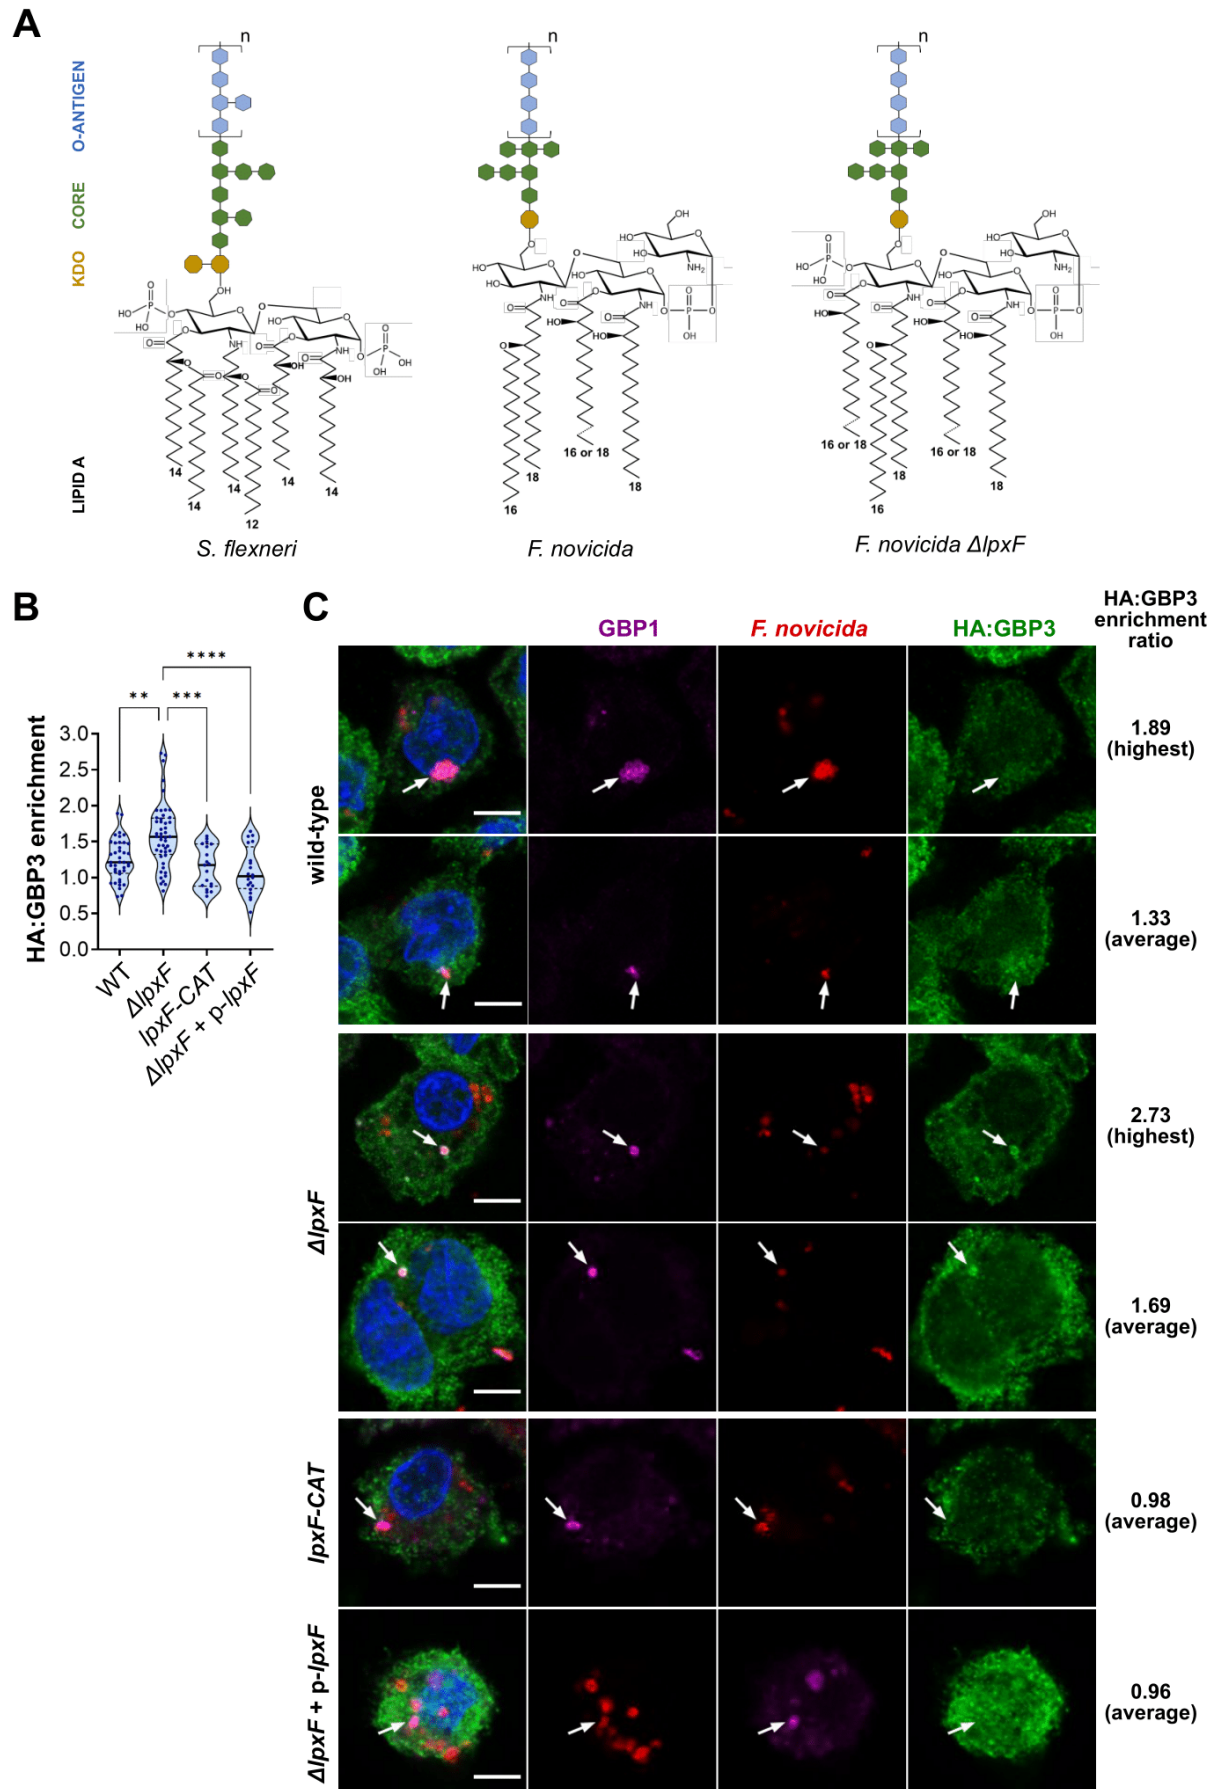 A
n
n
n
O-ANTIGEN
CORE
KDO
LIPID A
P
O
HO
OH
NH
NH₂
14
14
14
12
14
14
S. flexneri
16
18
16 or 18
18
F. novicida
16 or 18
16
18
16 or 18
18
F. novicida ΔlpxF
B
HA:GBP3 enrichment
****
**
***
3.0
2.5
2.0
1.5
1.0
0.5
0.0
WT
ΔlpxF
lpxF-CAT
ΔlpxF + p-lpxF
C
GBP1
F. novicida
HA:GBP3
HA:GBP3
enrichment
ratio
wild-type
1.89
(highest)
1.33
(average)
ΔlpxF
2.73
(highest)
1.69
(average)
lpxF-CAT
0.98
(average)
ΔlpxF + p-lpxF
0.96
(average)